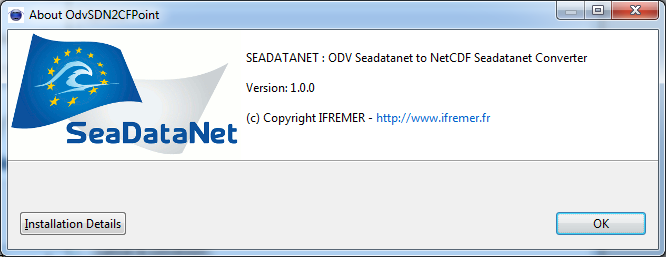 About OdvSDN2CFPoint
SEADATANET : ODV Seadatanet to NetCDF Seadatanet Converter
Version: 1.0.0
(c) Copyright IFREMER - http://www.ifremer.fr
SeaDataNet
Installation Details
OK